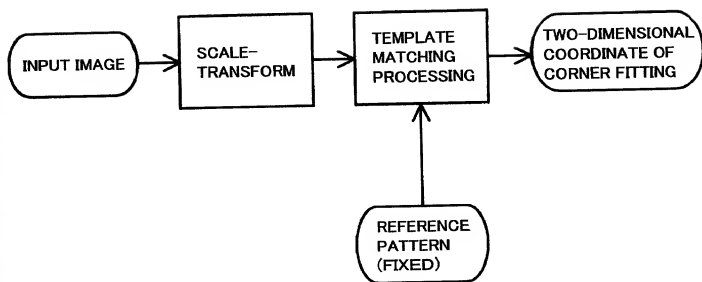 INPUT IMAGE
SCALE-
TRANSFORM
TEMPLATE
MATCHING
PROCESSING
TWO-DIMENSIONAL
COORDINATE OF
CORNER FITTING
REFERENCE
PATTERN
(FIXED)